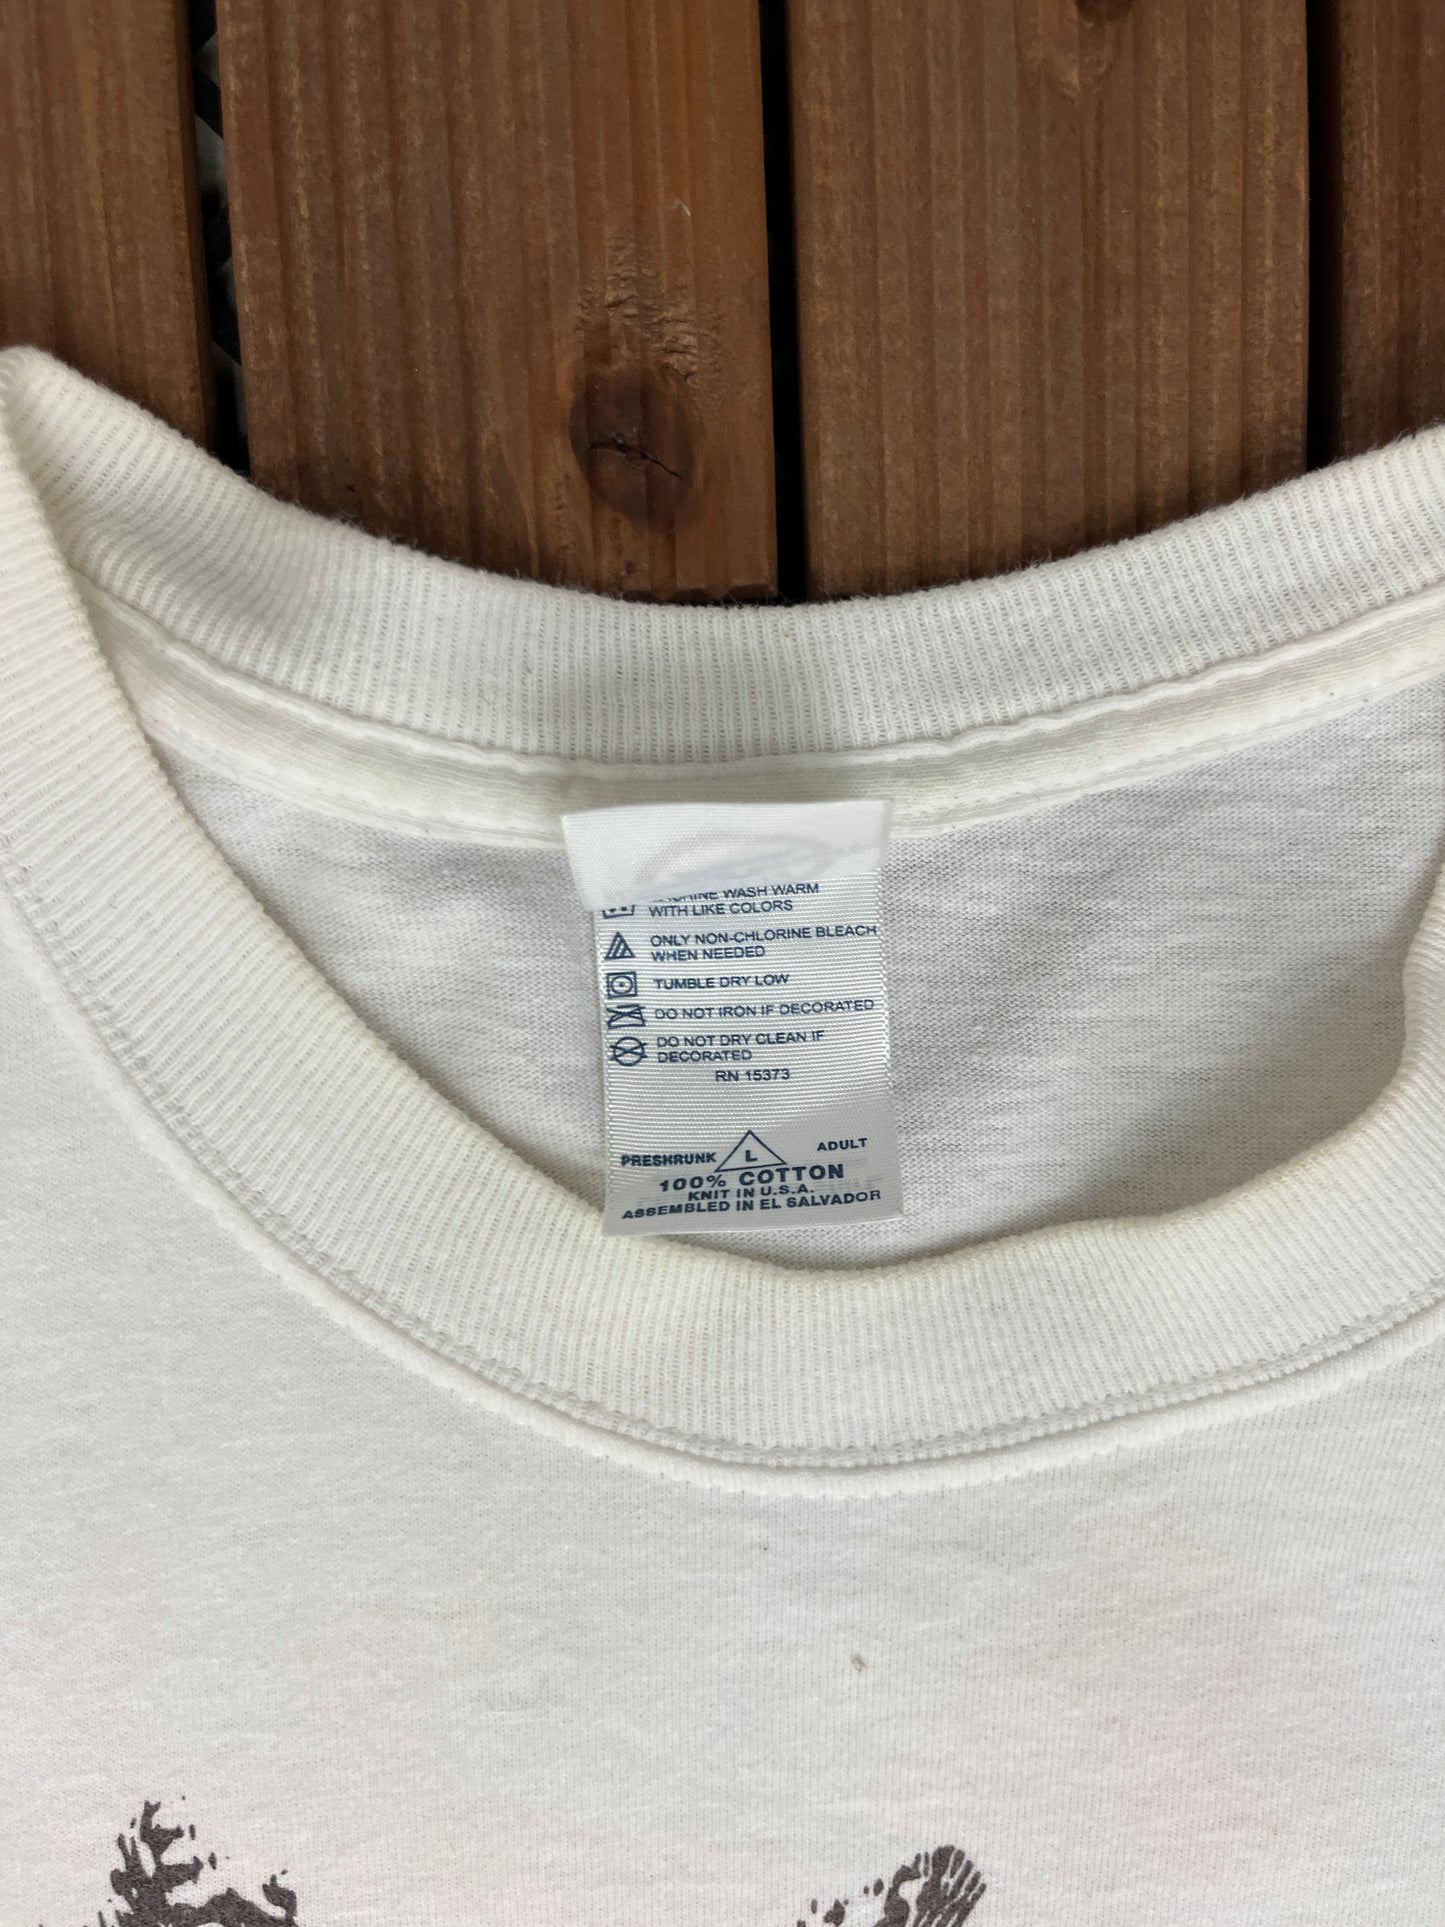 MACHINE WASH WARM
WITH LIKE COLORS
ONLY NON-CHLORINE BLEACH
WHEN NEEDED
TUMBLE DRY LOW
DO NOT IRON IF DECORATED
DO NOT DRY CLEAN IF
DECORATED
RN 15373
PRESHRUNK L ADULT
100% COTTON
KNIT IN U.S.A.
ASSEMBLED IN EL SALVADOR